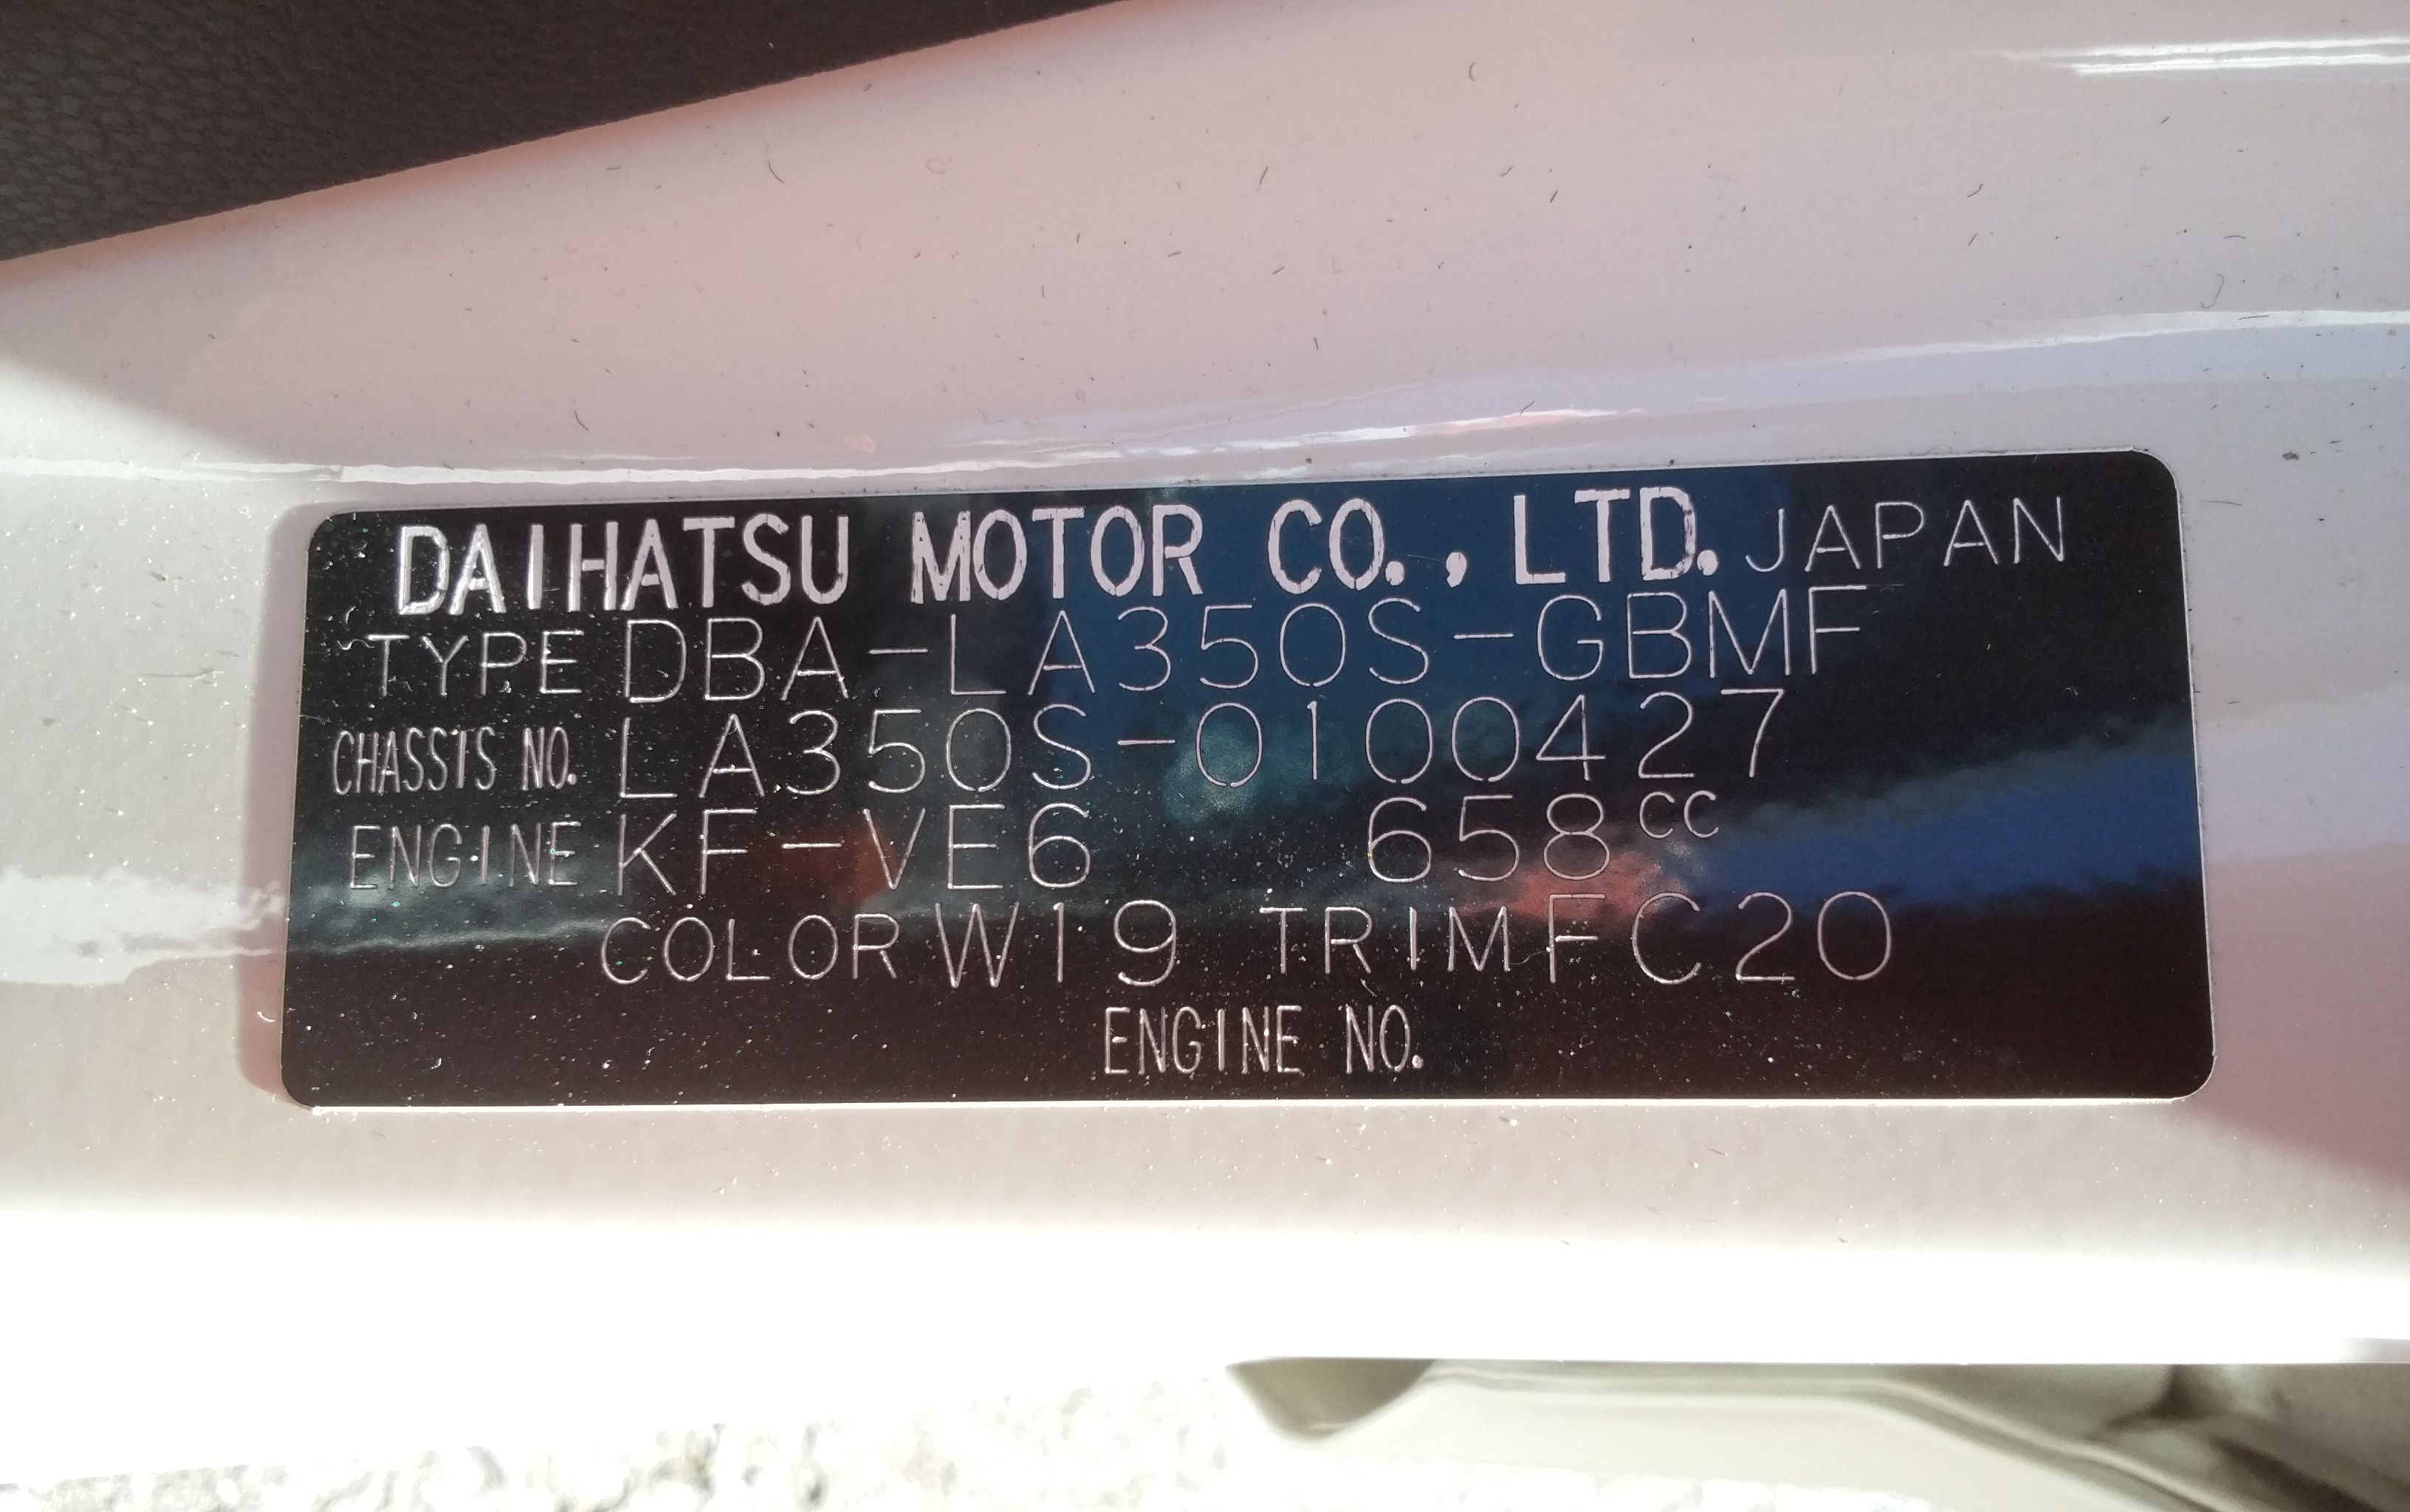 DAIHATSU MOTOR CO., LTD. JAPAN
TYPE DBA-LA350S-GBMF
CHASSIS NO. LA350S-0100427
ENGINE KF-VE6 658CC
COLOR W19 TRIM FC20
ENGINE NO.